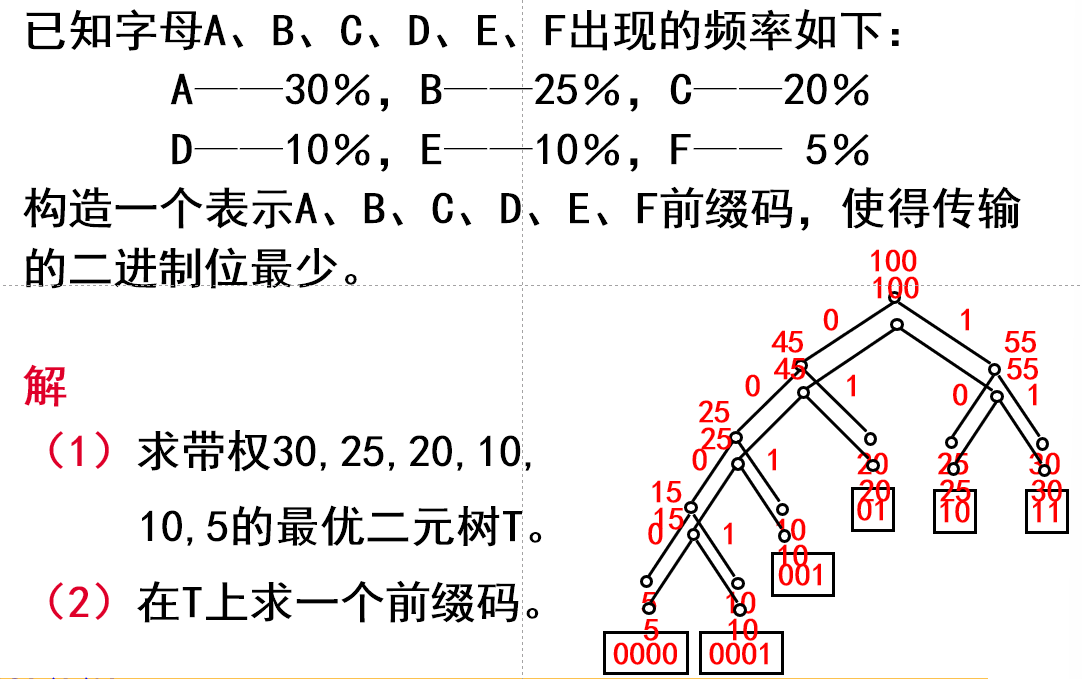 已知字母A、B、C、D、E、F出现的频率如下：
A——30％，B——25％，C——20％
D——10％，E——10％，F—— 5％
构造一个表示A、B、C、D、E、F前缀码，使得传输
的二进制位最少。
100
100
0 1
45 55
45 55
0 1 0 1
25
25
0 1
20 25 30
20 25 30
01 10 11
15
15
0 1
10
10
001
5 10
5 10
0000 0001
解
（1）求带权30,25,20,10,
10,5的最优二元树T。
（2）在T上求一个前缀码。